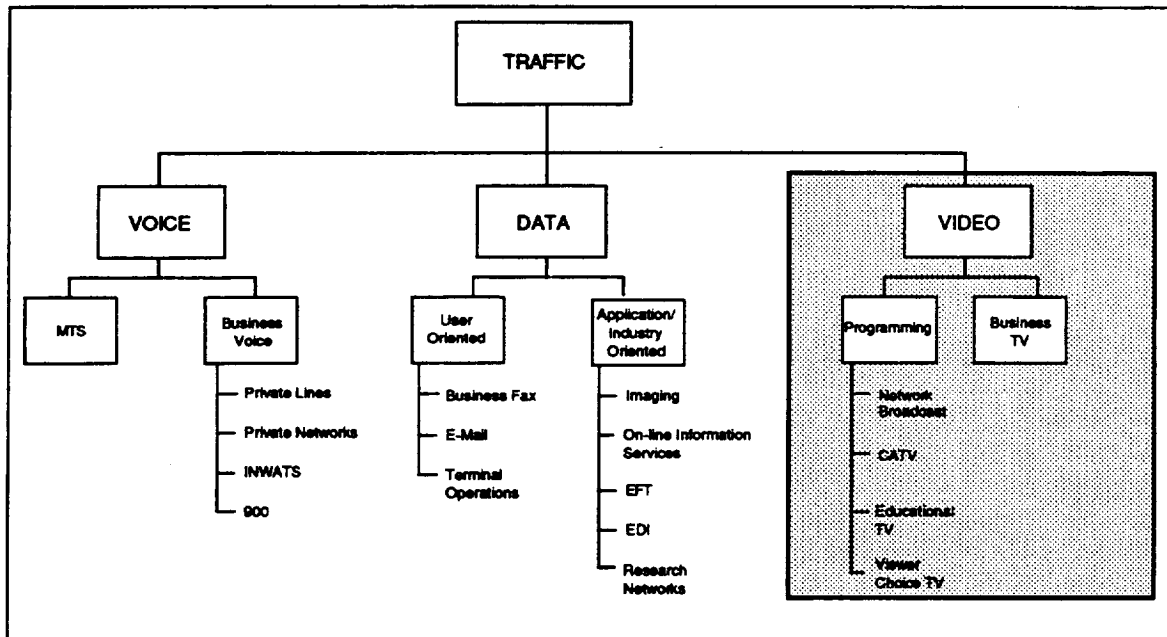 TRAFFIC
VOICE
DATA
VIDEO
MTS
Business
Voice
Private Lines
Private Networks
INWATS
900
User
Oriented
Business Fax
E-Mail
Terminal
Operations
Application/
Industry
Oriented
Imaging
On-line Information
Services
EFT
EDI
Research
Networks
Programming
Network
Broadcast
CATV
Educational
TV
Viewer
Choice TV
Business
TV